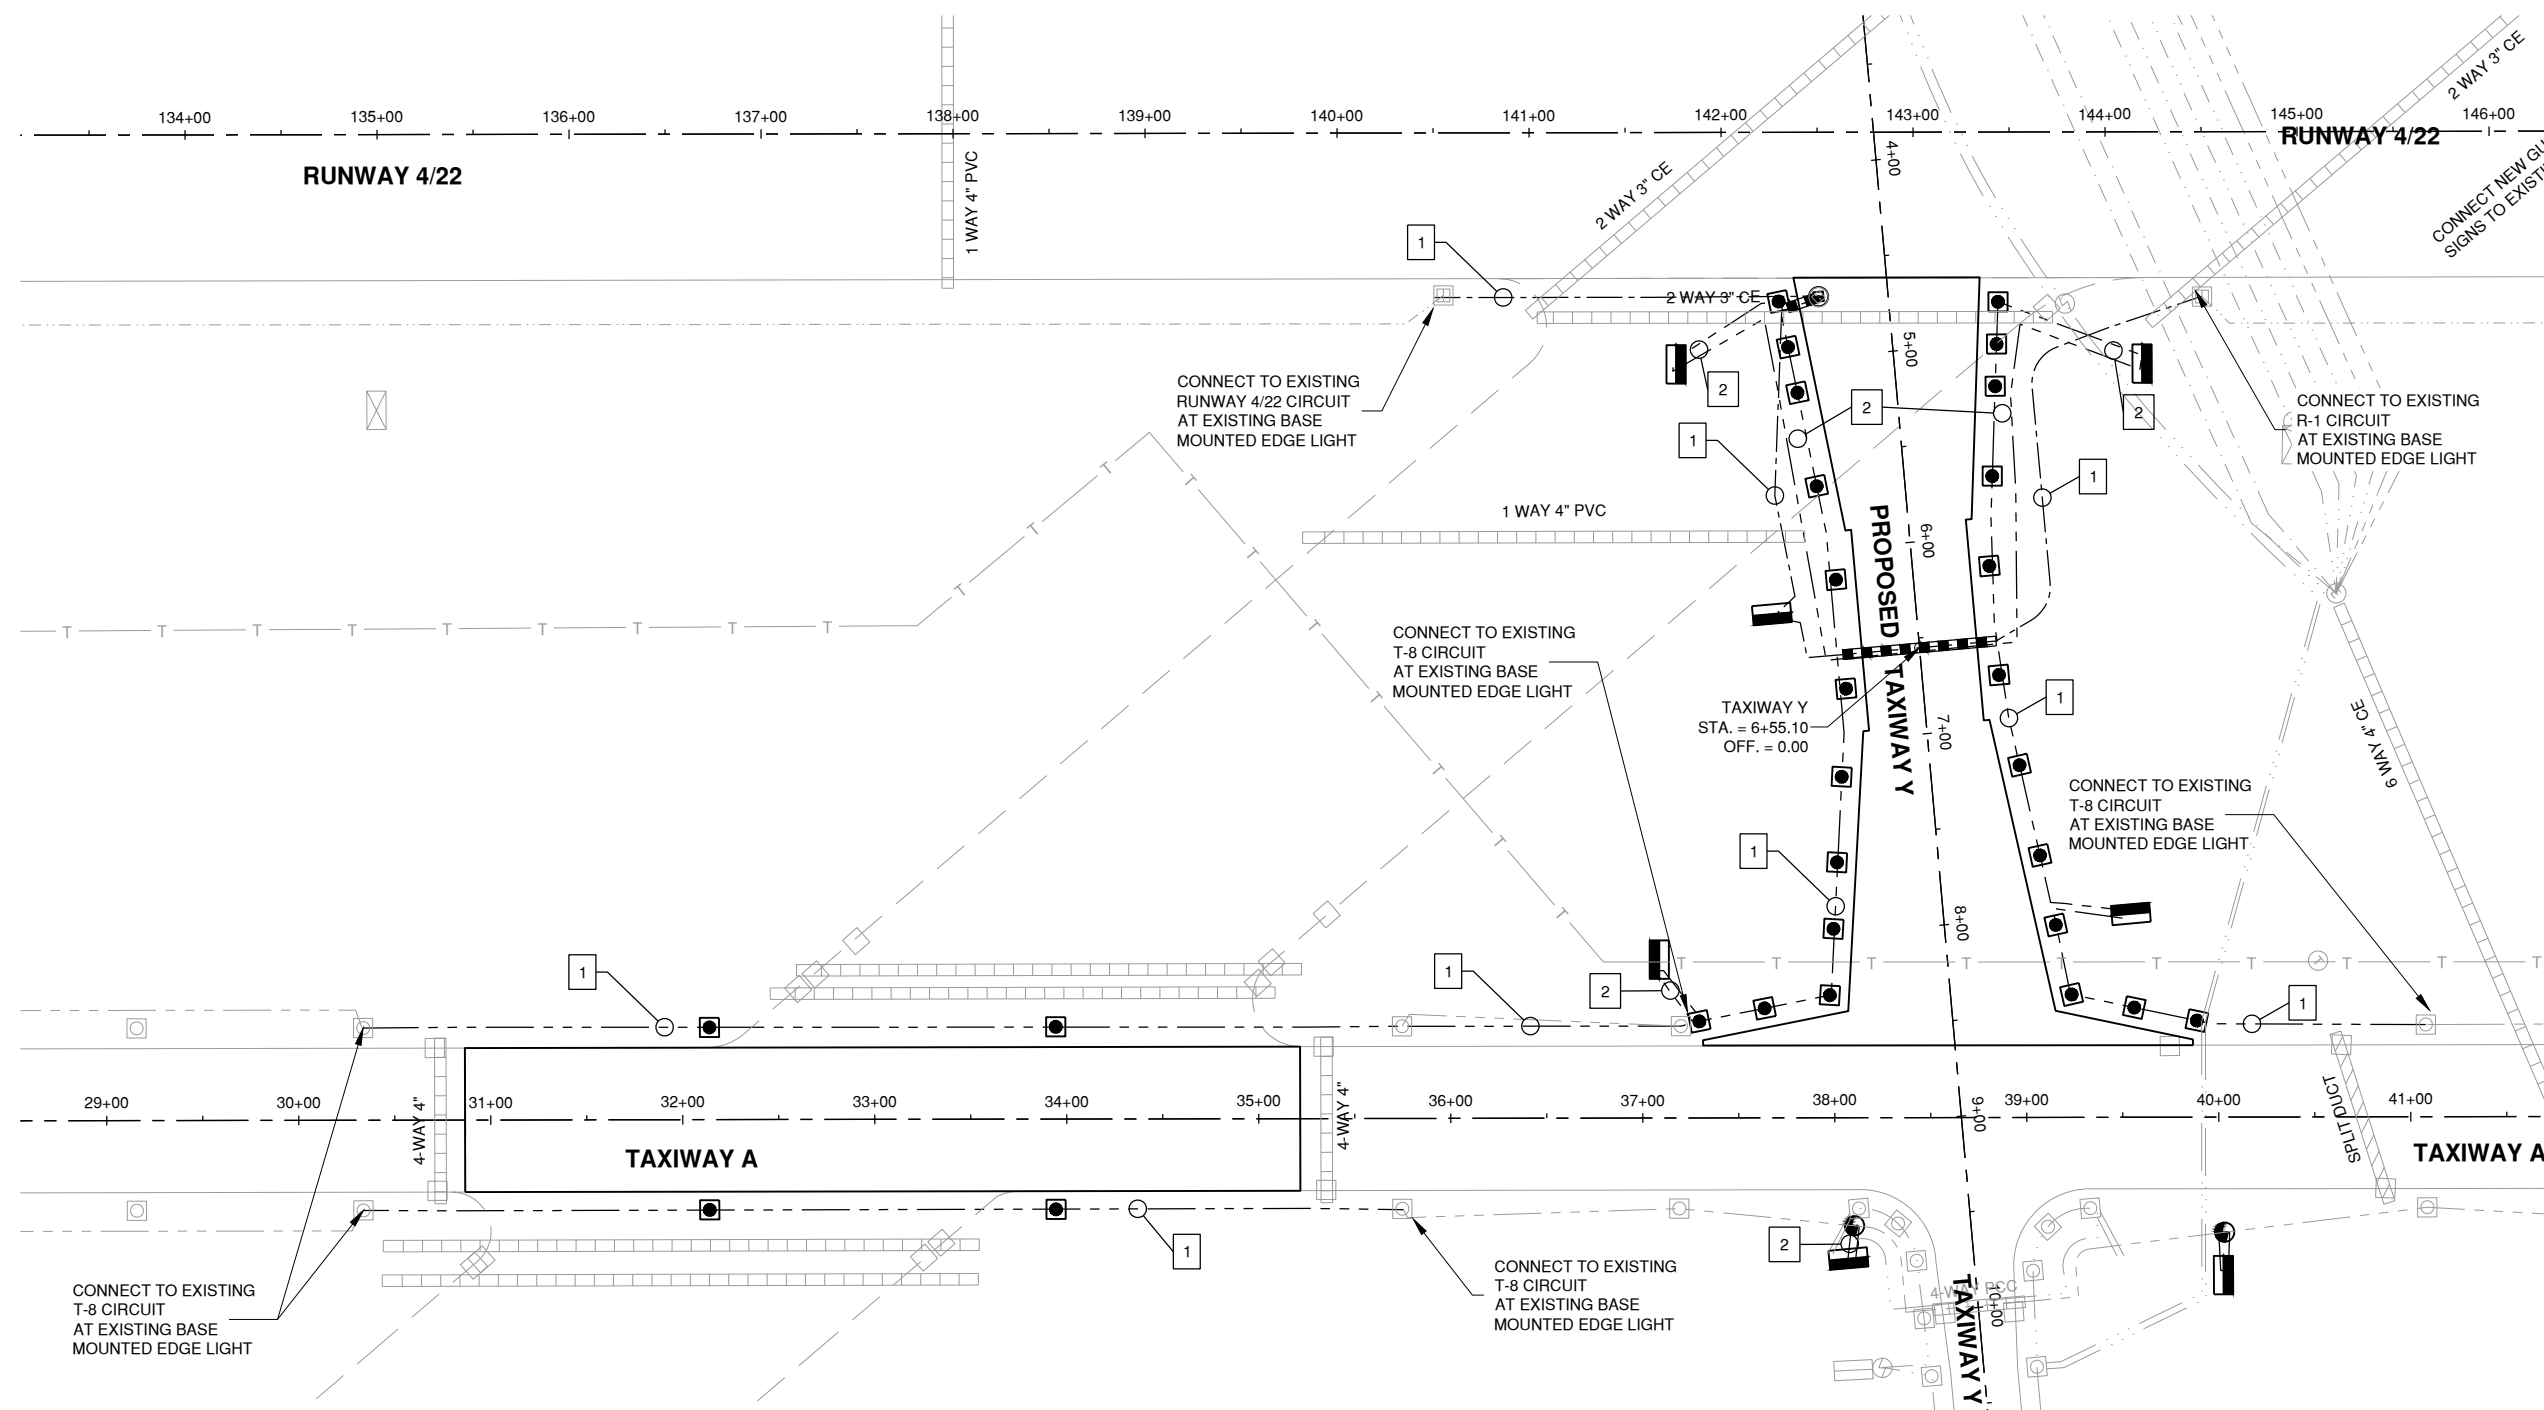 134+00
135+00
136+00
137+00
138+00
139+00
140+00
141+00
142+00
143+00
144+00
145+00
146+00
RUNWAY 4/22
RUNWAY 4/22
1 WAY 4" PVC
2 WAY 3" CE
2 WAY 3" CE
CONNECT NEW GU
SIGNS TO EXISTI
4+00
1
2 WAY 3" CE
5+00
CONNECT TO EXISTING
RUNWAY 4/22 CIRCUIT
AT EXISTING BASE
MOUNTED EDGE LIGHT
2
2
2
CONNECT TO EXISTING
R-1 CIRCUIT
AT EXISTING BASE
MOUNTED EDGE LIGHT
1
1
1 WAY 4" PVC
6+00
PROPOSED TAXIWAY Y
T T T T T T T T T
T
T
T
T
T
T
T
T
T
T
T
CONNECT TO EXISTING
T-8 CIRCUIT
AT EXISTING BASE
MOUNTED EDGE LIGHT
1
TAXIWAY Y
STA. = 6+55.10
OFF. = 0.00
7+00
6 WAY 4" CE
CONNECT TO EXISTING
T-8 CIRCUIT
AT EXISTING BASE
MOUNTED EDGE LIGHT
1
8+00
T T T T T T T T T T
1
1
2
1
29+00
30+00
31+00
32+00
33+00
34+00
35+00
36+00
37+00
38+00
39+00
40+00
41+00
9+00
4-WAY 4"
4-WAY 4"
SPLIT DUCT
TAXIWAY A
TAXIWAY A
1
2
CONNECT TO EXISTING
T-8 CIRCUIT
AT EXISTING BASE
MOUNTED EDGE LIGHT
CONNECT TO EXISTING
T-8 CIRCUIT
AT EXISTING BASE
MOUNTED EDGE LIGHT
4-WAY PCC
10+00
TAXIWAY Y